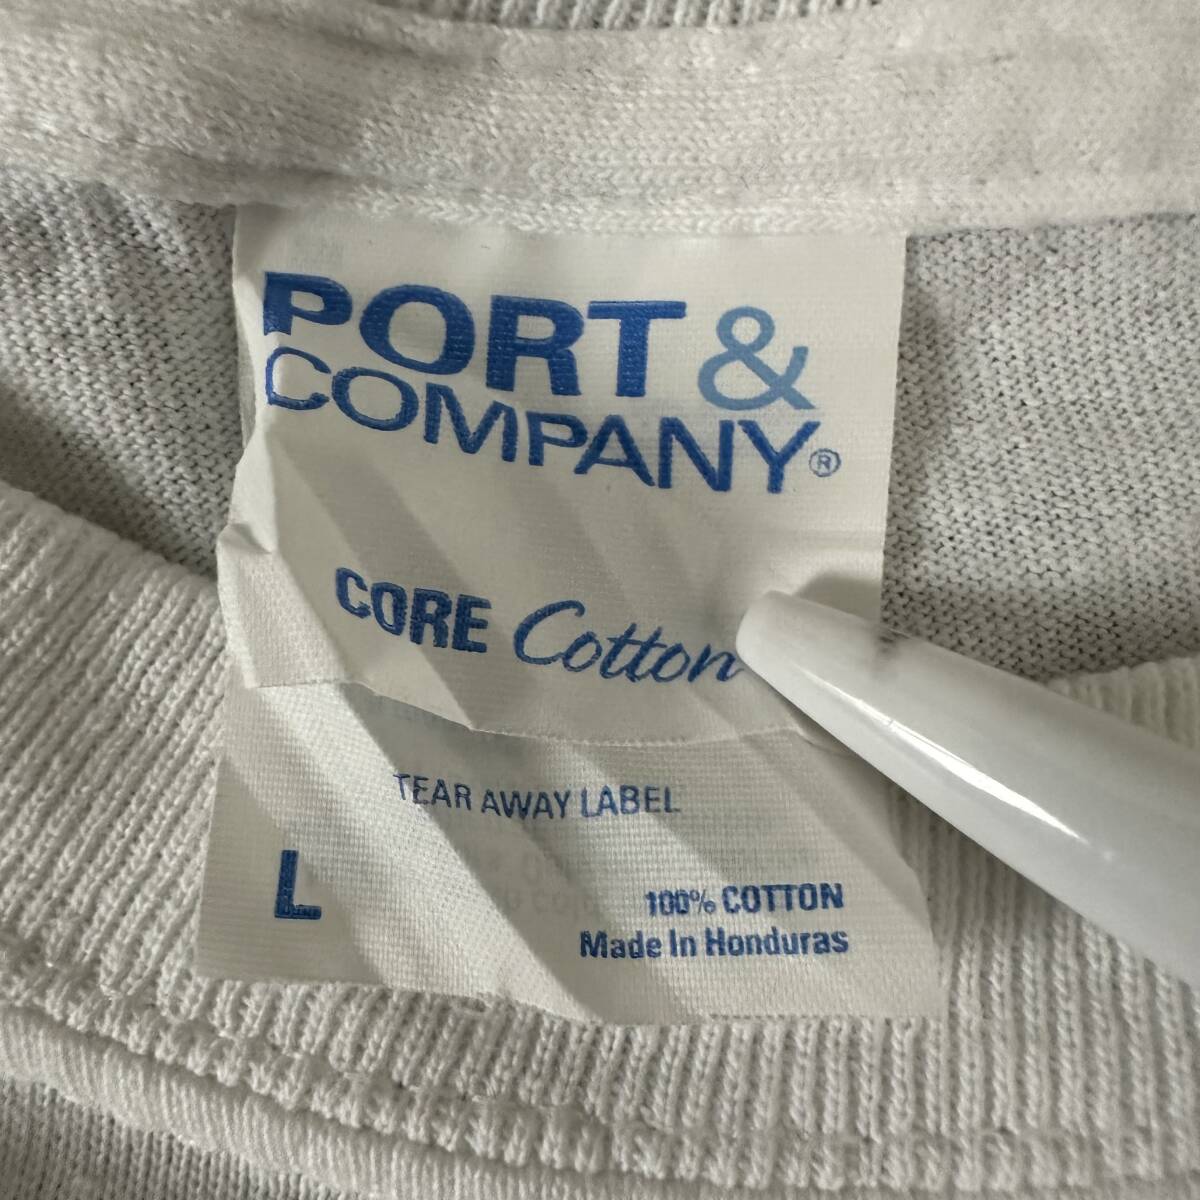 PORT &
COMPANY®
CORE Cotton
TEAR AWAY LABEL
L
100% COTTON
Made In Honduras